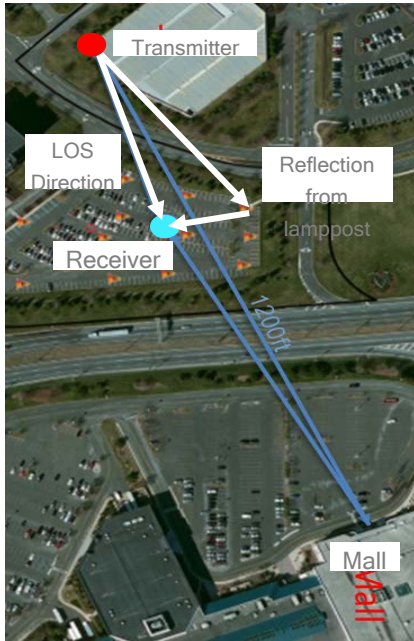 Transmitter
LOS
Direction
Reflection
from
lamppost
Receiver
1200ft
Mall
Mall